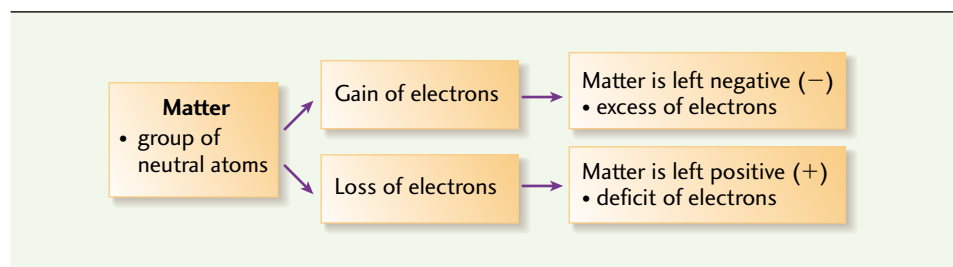 Matter
• group of
neutral atoms
Gain of electrons
Matter is left negative (−)
• excess of electrons
Loss of electrons
Matter is left positive (+)
• deficit of electrons